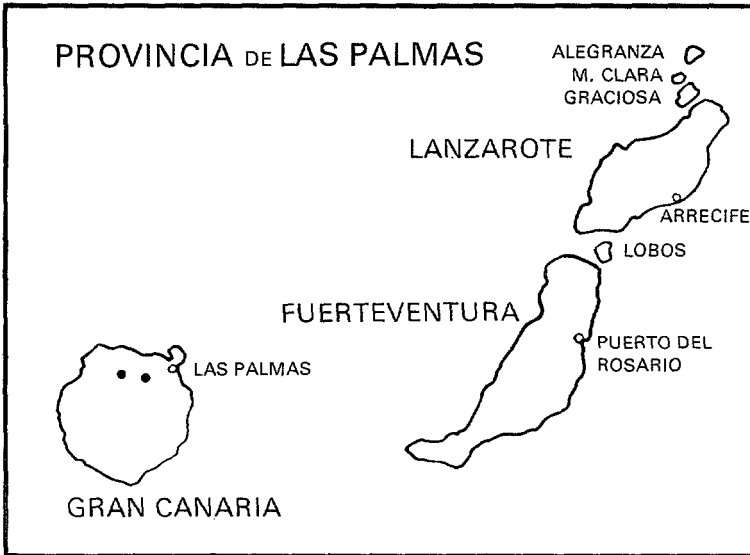 PROVINCIA DE LAS PALMAS
ALEGRANZA
M. CLARA
GRACIOSA
LANZAROTE
ARRECIFE
LOBOS
FUERTEVENTURA
PUERTO DEL
ROSARIO
LAS PALMAS
GRAN CANARIA